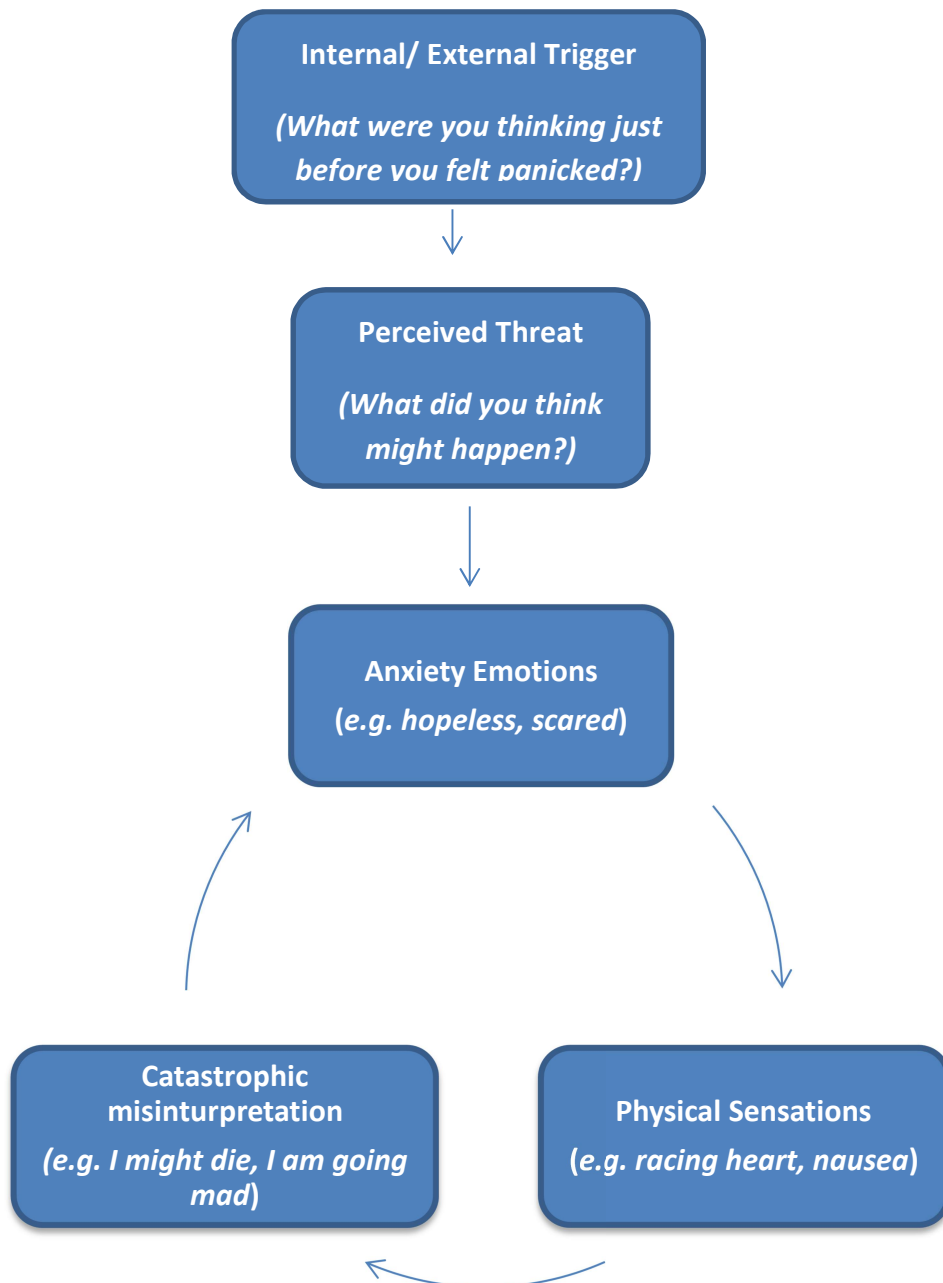 Internal/ External Trigger
(What were you thinking just
before you felt panicked?)
Perceived Threat
(What did you think
might happen?)
Anxiety Emotions
(e.g. hopeless, scared)
Catastrophic
misinturpretation
(e.g. I might die, I am going
mad)
Physical Sensations
(e.g. racing heart, nausea)